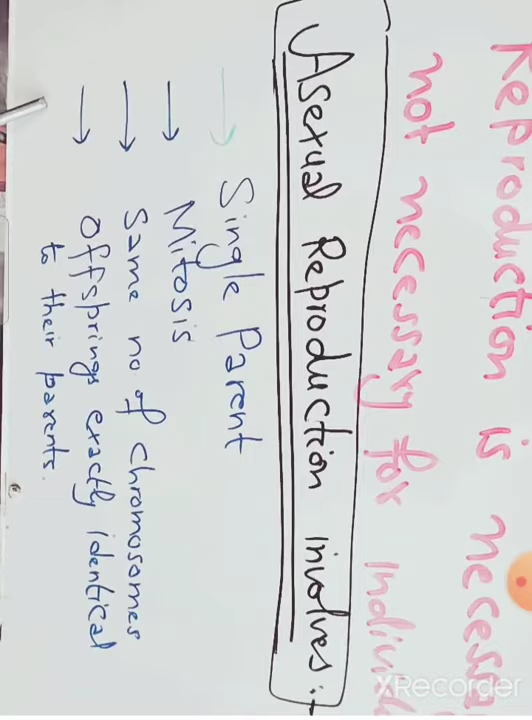 Reproduction is necessa
not necessary for Individ
Asexual Reproduction involves:-
→ Single Parent
→ Mitosis
→ Same no of chromosomes
→ Offsprings exactly identical
to their parents.
XRecorder